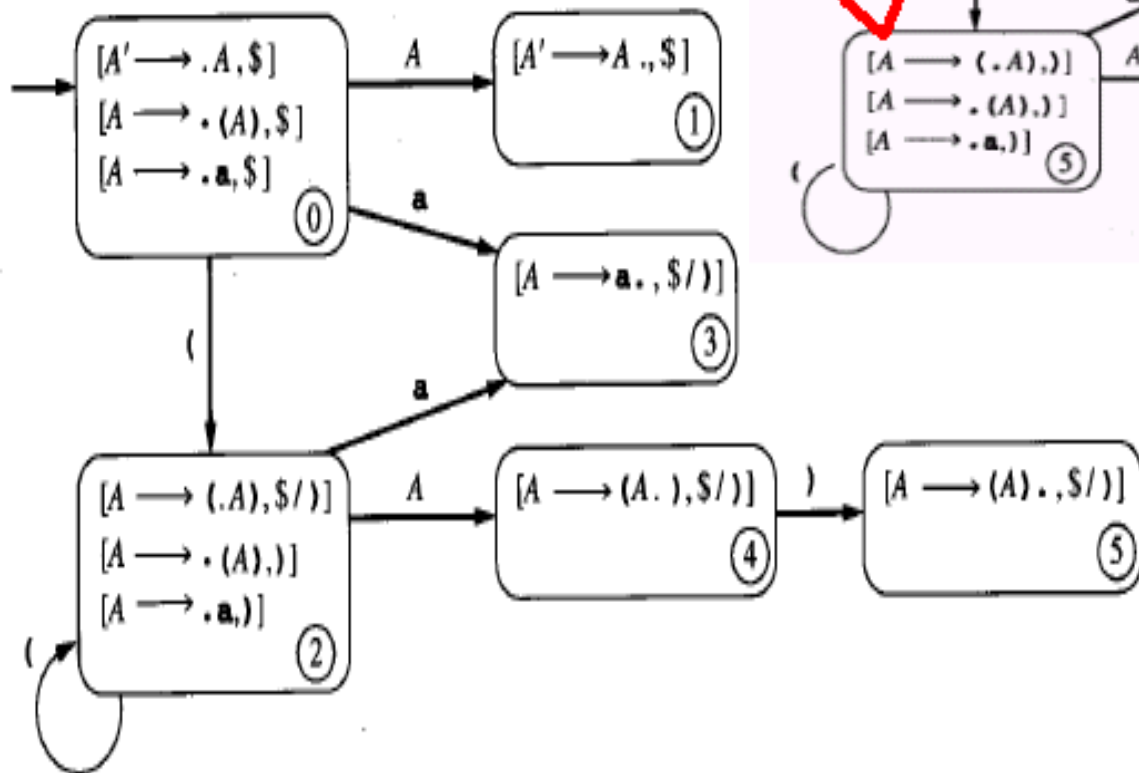 [A' → .A,$]
[A → .(A),$]
[A → .a,$]
0
A
[A' → A.,$]
1
a
[A → a.,$/)]
3
(
a
[A → (.A),$/)]
[A → .(A),)]
[A → .a,)]
2
(
A
[A → (A.),$/)]
4
)
[A → (A).,$/)]
5
[A → (.A),)]
[A → .(A),)]
[A → .a,)]
5
(
A